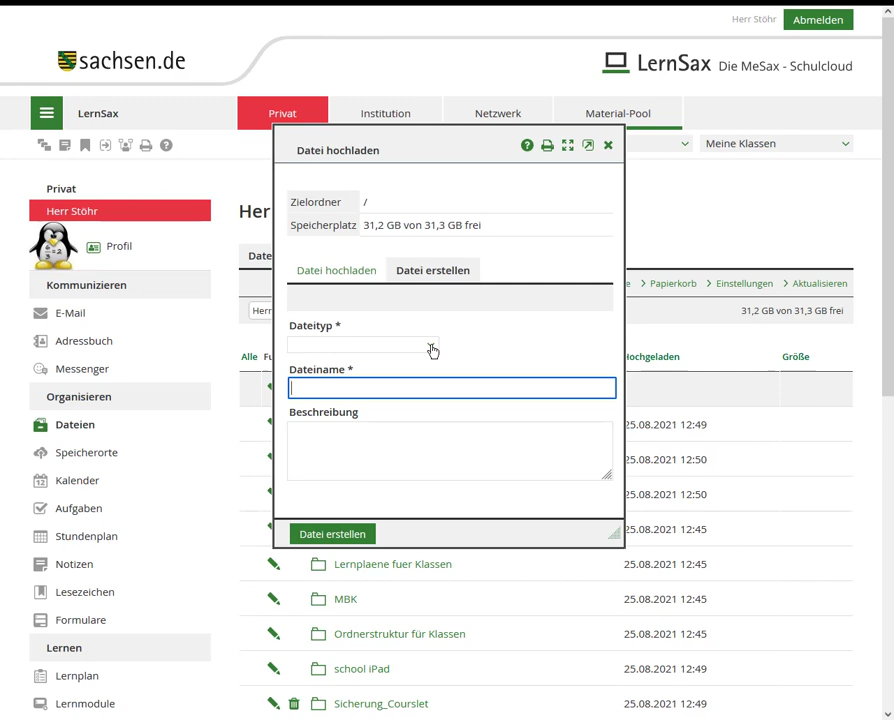 Herr Stöhr
Abmelden
sachsen.de
LernSax Die MeSax - Schulcloud
LernSax
Privat
Institution
Netzwerk
Material-Pool
Meine Klassen
Privat
Herr Stöhr
Profil
Kommunizieren
E-Mail
Adressbuch
Messenger
Organisieren
Dateien
Speicherorte
Kalender
Aufgaben
Stundenplan
Notizen
Lesezeichen
Formulare
Lernen
Lernplan
Lernmodule
Datei hochladen
Zielordner /
Speicherplatz 31,2 GB von 31,3 GB frei
Datei hochladen
Datei erstellen
Dateityp *
Dateiname *
Beschreibung
Datei erstellen
Her
Date
Papierkorb
Einstellungen
Aktualisieren
Herr
31,2 GB von 31,3 GB frei
Alle Fu
Hochgeladen
Größe
25.08.2021 12:49
25.08.2021 12:50
25.08.2021 12:50
25.08.2021 12:45
Lernplaene fuer Klassen 25.08.2021 12:45
MBK 25.08.2021 12:45
Ordnerstruktur für Klassen 25.08.2021 12:45
school iPad 25.08.2021 12:49
Sicherung_Courslet 25.08.2021 12:45